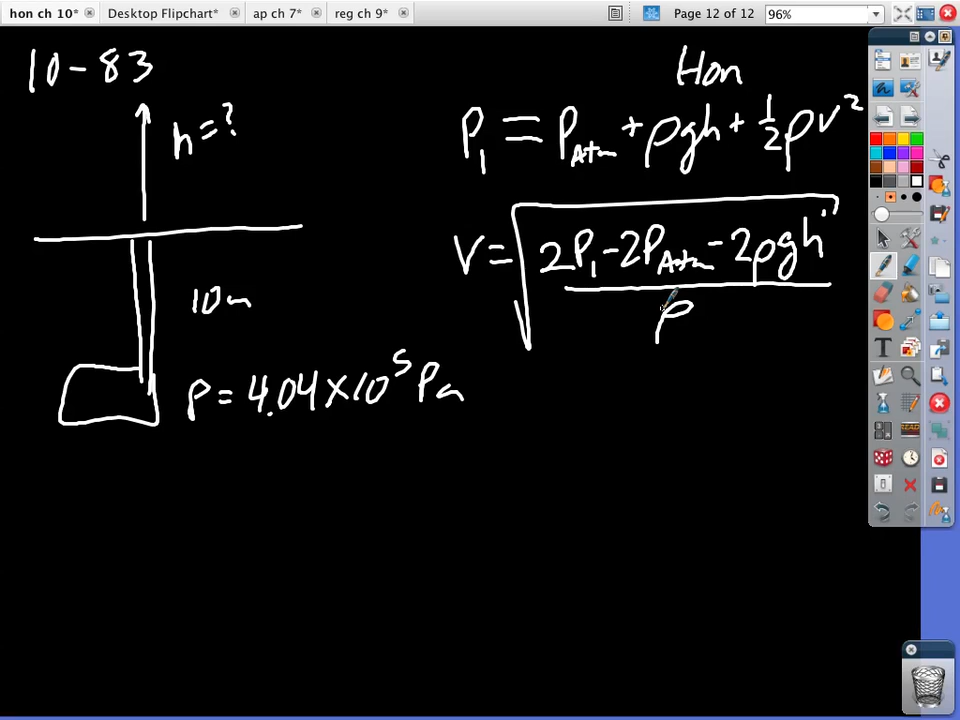 hon ch 10* Desktop Flipchart* ap ch 7* reg ch 9* Page 12 of 12 96%
10-83
Hon
h=?
P₁ = P_Atm + ρgh + ½ρv²
V = √((2P₁ - 2P_Atm - 2ρgh)/ρ)
10m
P = 4.04×10⁵ Pa